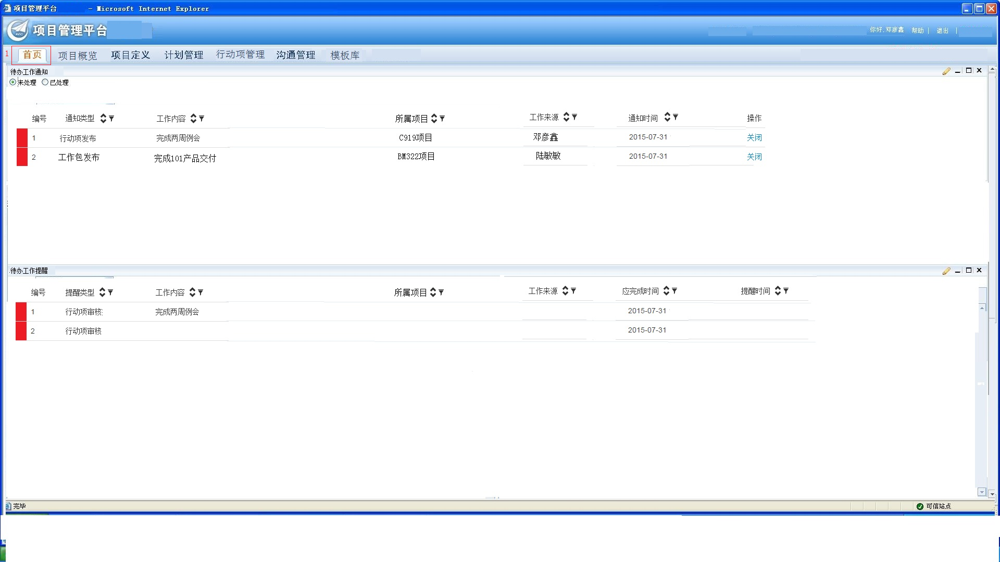 项目管理平台 - Microsoft Internet Explorer
AVIC 项目管理平台
你好,邓彦鑫 帮助 | 退出 |
1 首页 项目概览 项目定义 计划管理 行动项管理 沟通管理 模板库
待办工作通知
未处理 已处理
编号 通知类型 工作内容 所属项目 工作来源 通知时间 操作
1 行动项发布 完成两周例会 C919项目 邓彦鑫 2015-07-31 关闭
2 工作包发布 完成101产品交付 BM322项目 陆敏敏 2015-07-31 关闭
待办工作提醒
编号 提醒类型 工作内容 所属项目 工作来源 应完成时间 提醒时间
1 行动项审核 完成两周例会 2015-07-31
2 行动项审核 2015-07-31
完毕 可信站点